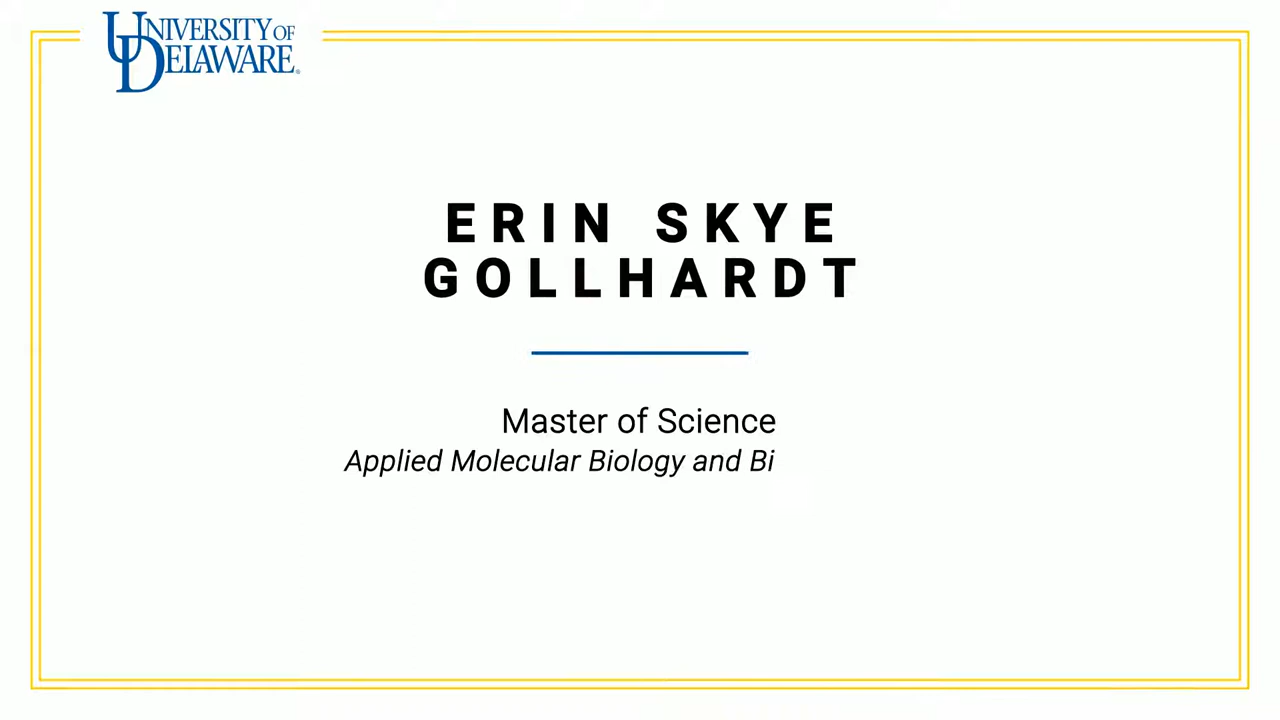 UNIVERSITY OF
DELAWARE
ERIN SKYE
GOLLHARDT
Master of Science
Applied Molecular Biology and Bi